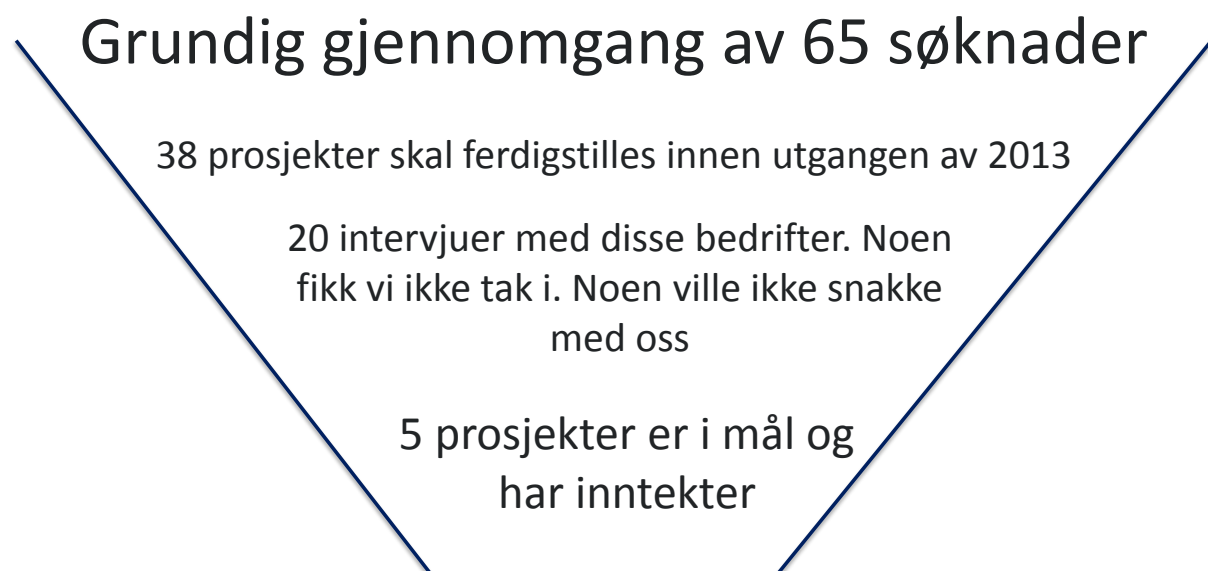 Grundig gjennomgang av 65 søknader
38 prosjekter skal ferdigstilles innen utgangen av 2013
20 intervjuer med disse bedrifter. Noen
fikk vi ikke tak i. Noen ville ikke snakke
med oss
5 prosjekter er i mål og
har inntekter